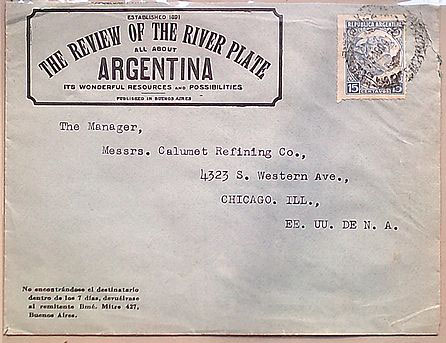 ESTABLISHED 1891
THE REVIEW OF THE RIVER PLATE
ALL ABOUT
ARGENTINA
ITS WONDERFUL RESOURCES AND POSSIBILITIES
PUBLISHED IN BUENOS AIRES
REPUBLICA ARGENTINA
15 CENTAVOS 15
The Manager,
Messrs. Calumet Refining Co.,
4323 S. Western Ave.,
CHICAGO. ILL.,
EE. UU. DE N. A.
No encontrándose el destinatario
dentro de los 7 días, devuélvase
al remitente Bmé. Mitre 427,
Buenos Aires.